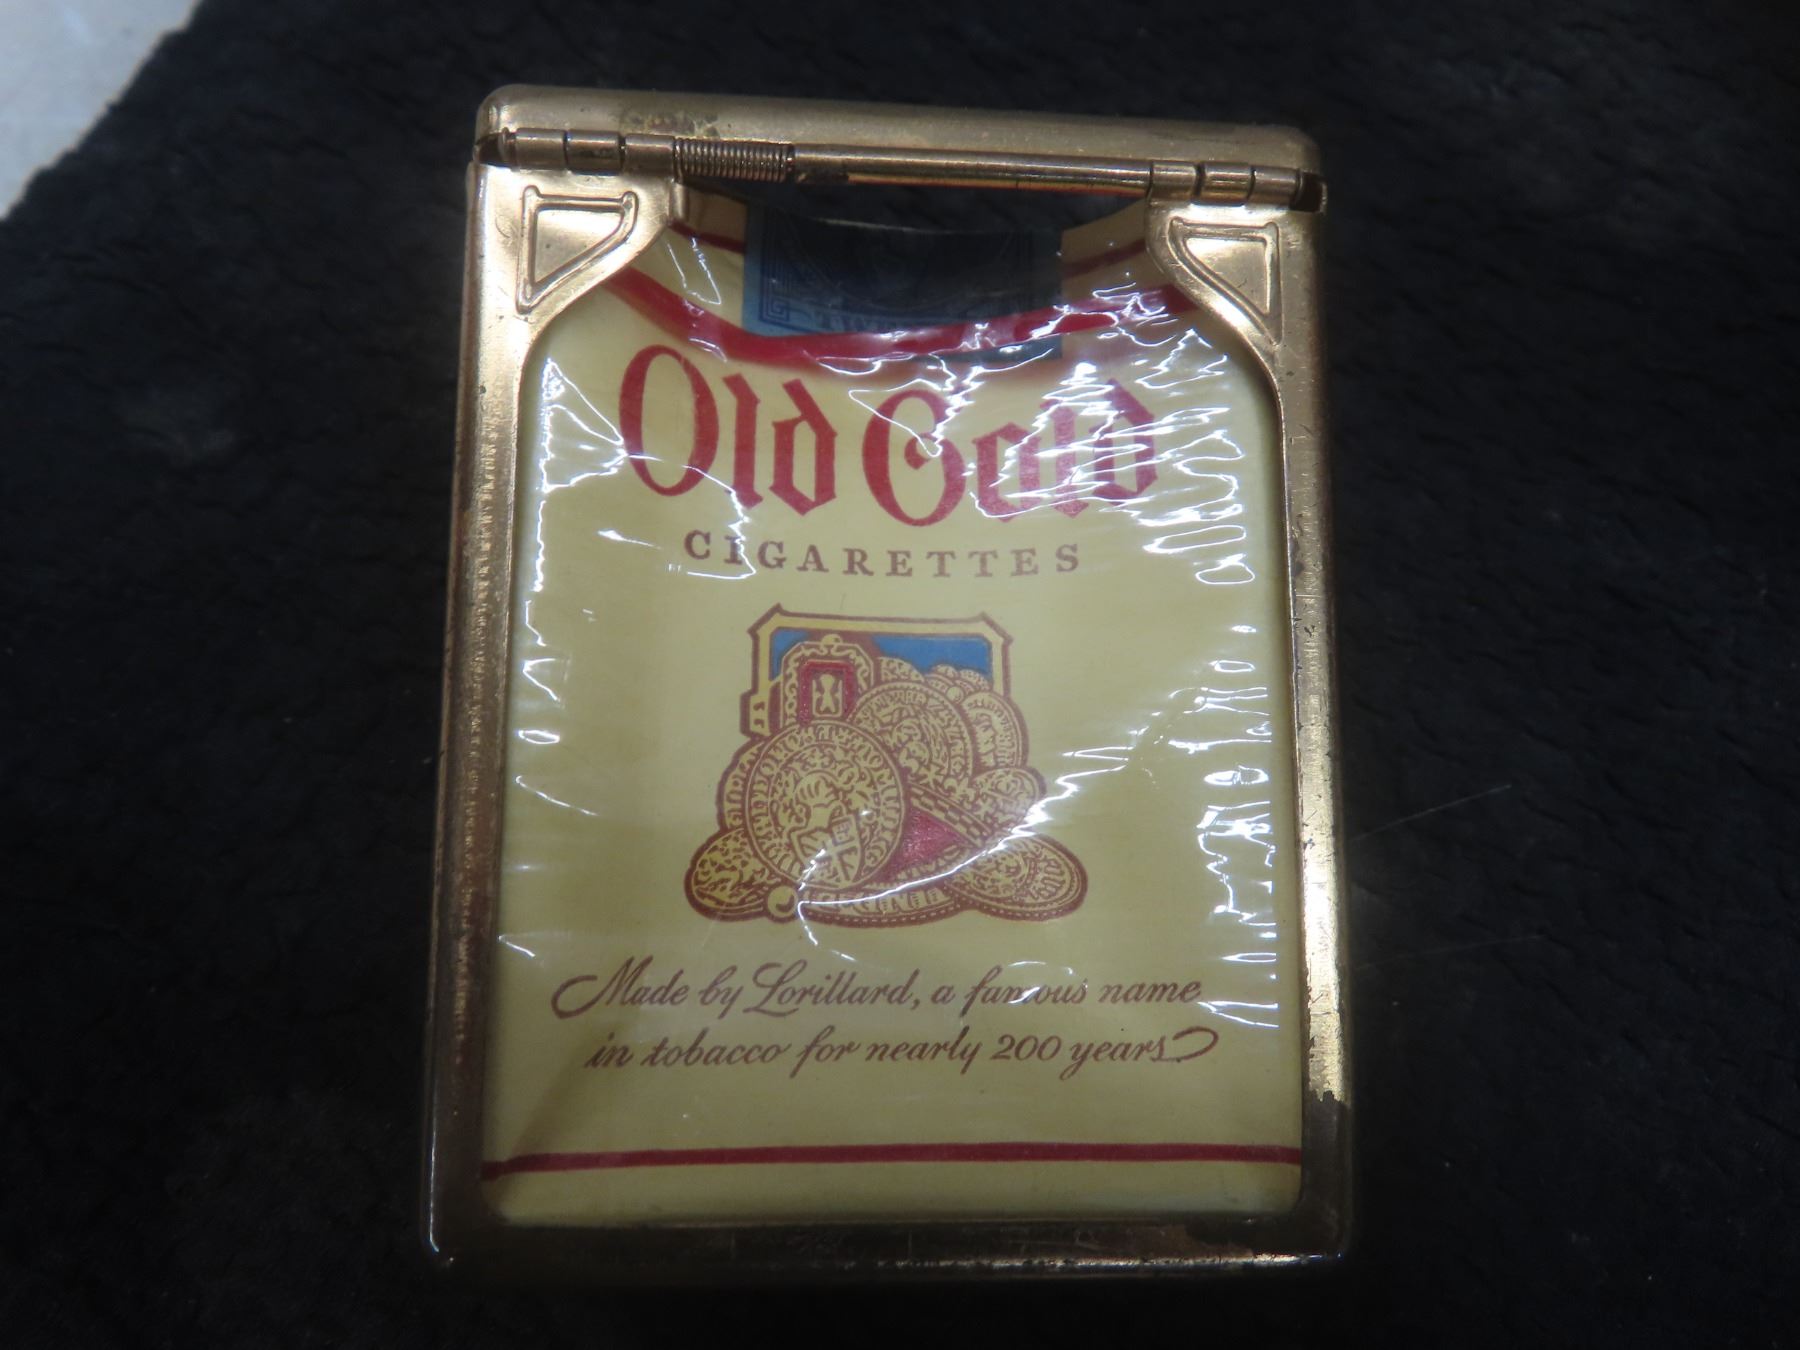 Old Gold
CIGARETTES
Made by Lorillard, a famous name
in tobacco for nearly 200 years